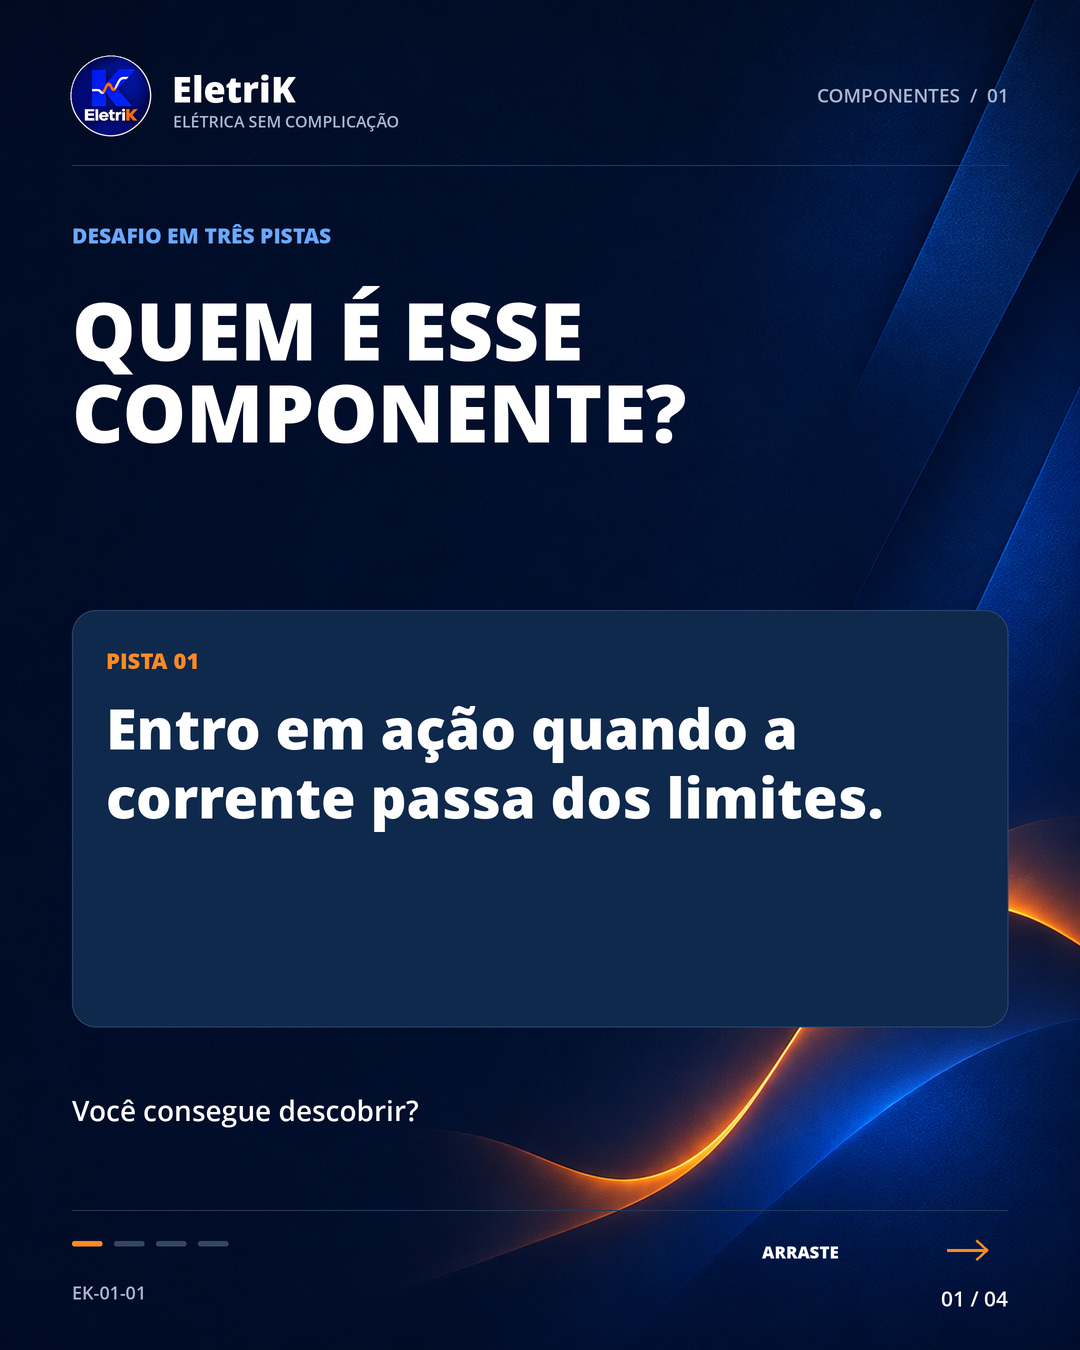 EletriK
EletriK
ELÉTRICA SEM COMPLICAÇÃO
COMPONENTES / 01
DESAFIO EM TRÊS PISTAS
QUEM É ESSE
COMPONENTE?
PISTA 01
Entro em ação quando a
corrente passa dos limites.
Você consegue descobrir?
ARRASTE
EK-01-01
01 / 04